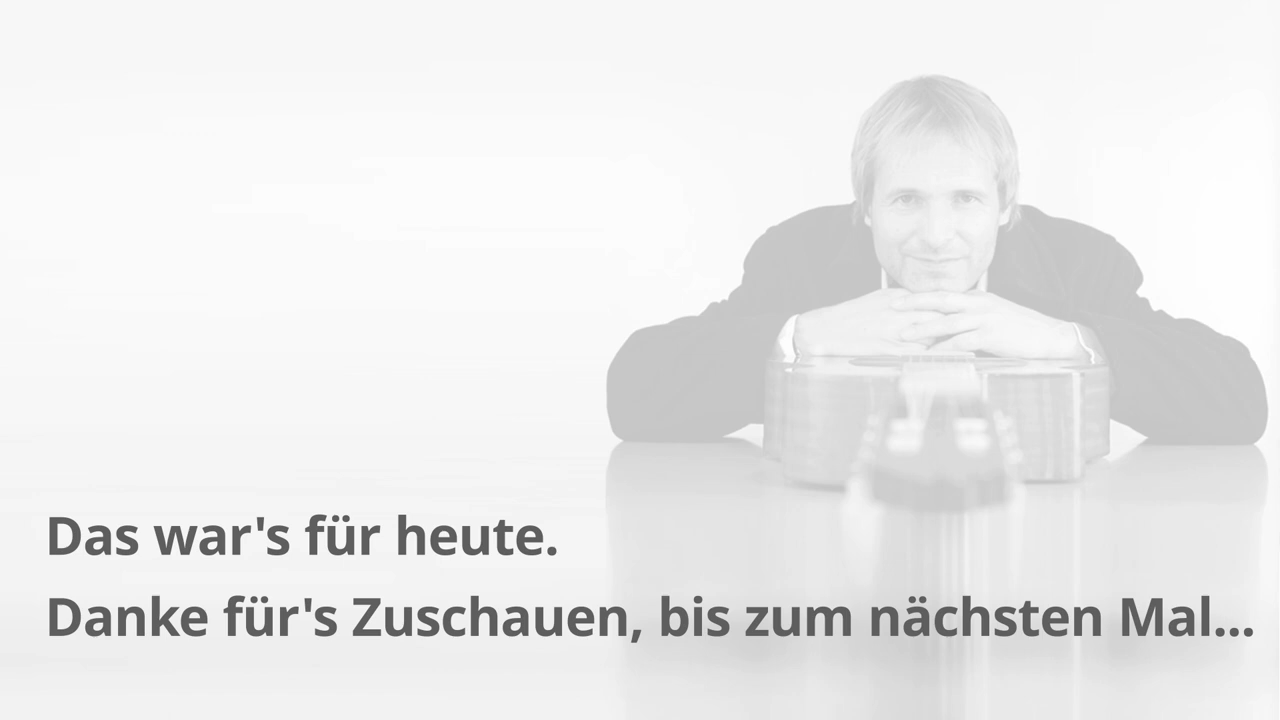 Das war's für heute.
Danke für's Zuschauen, bis zum nächsten Mal...